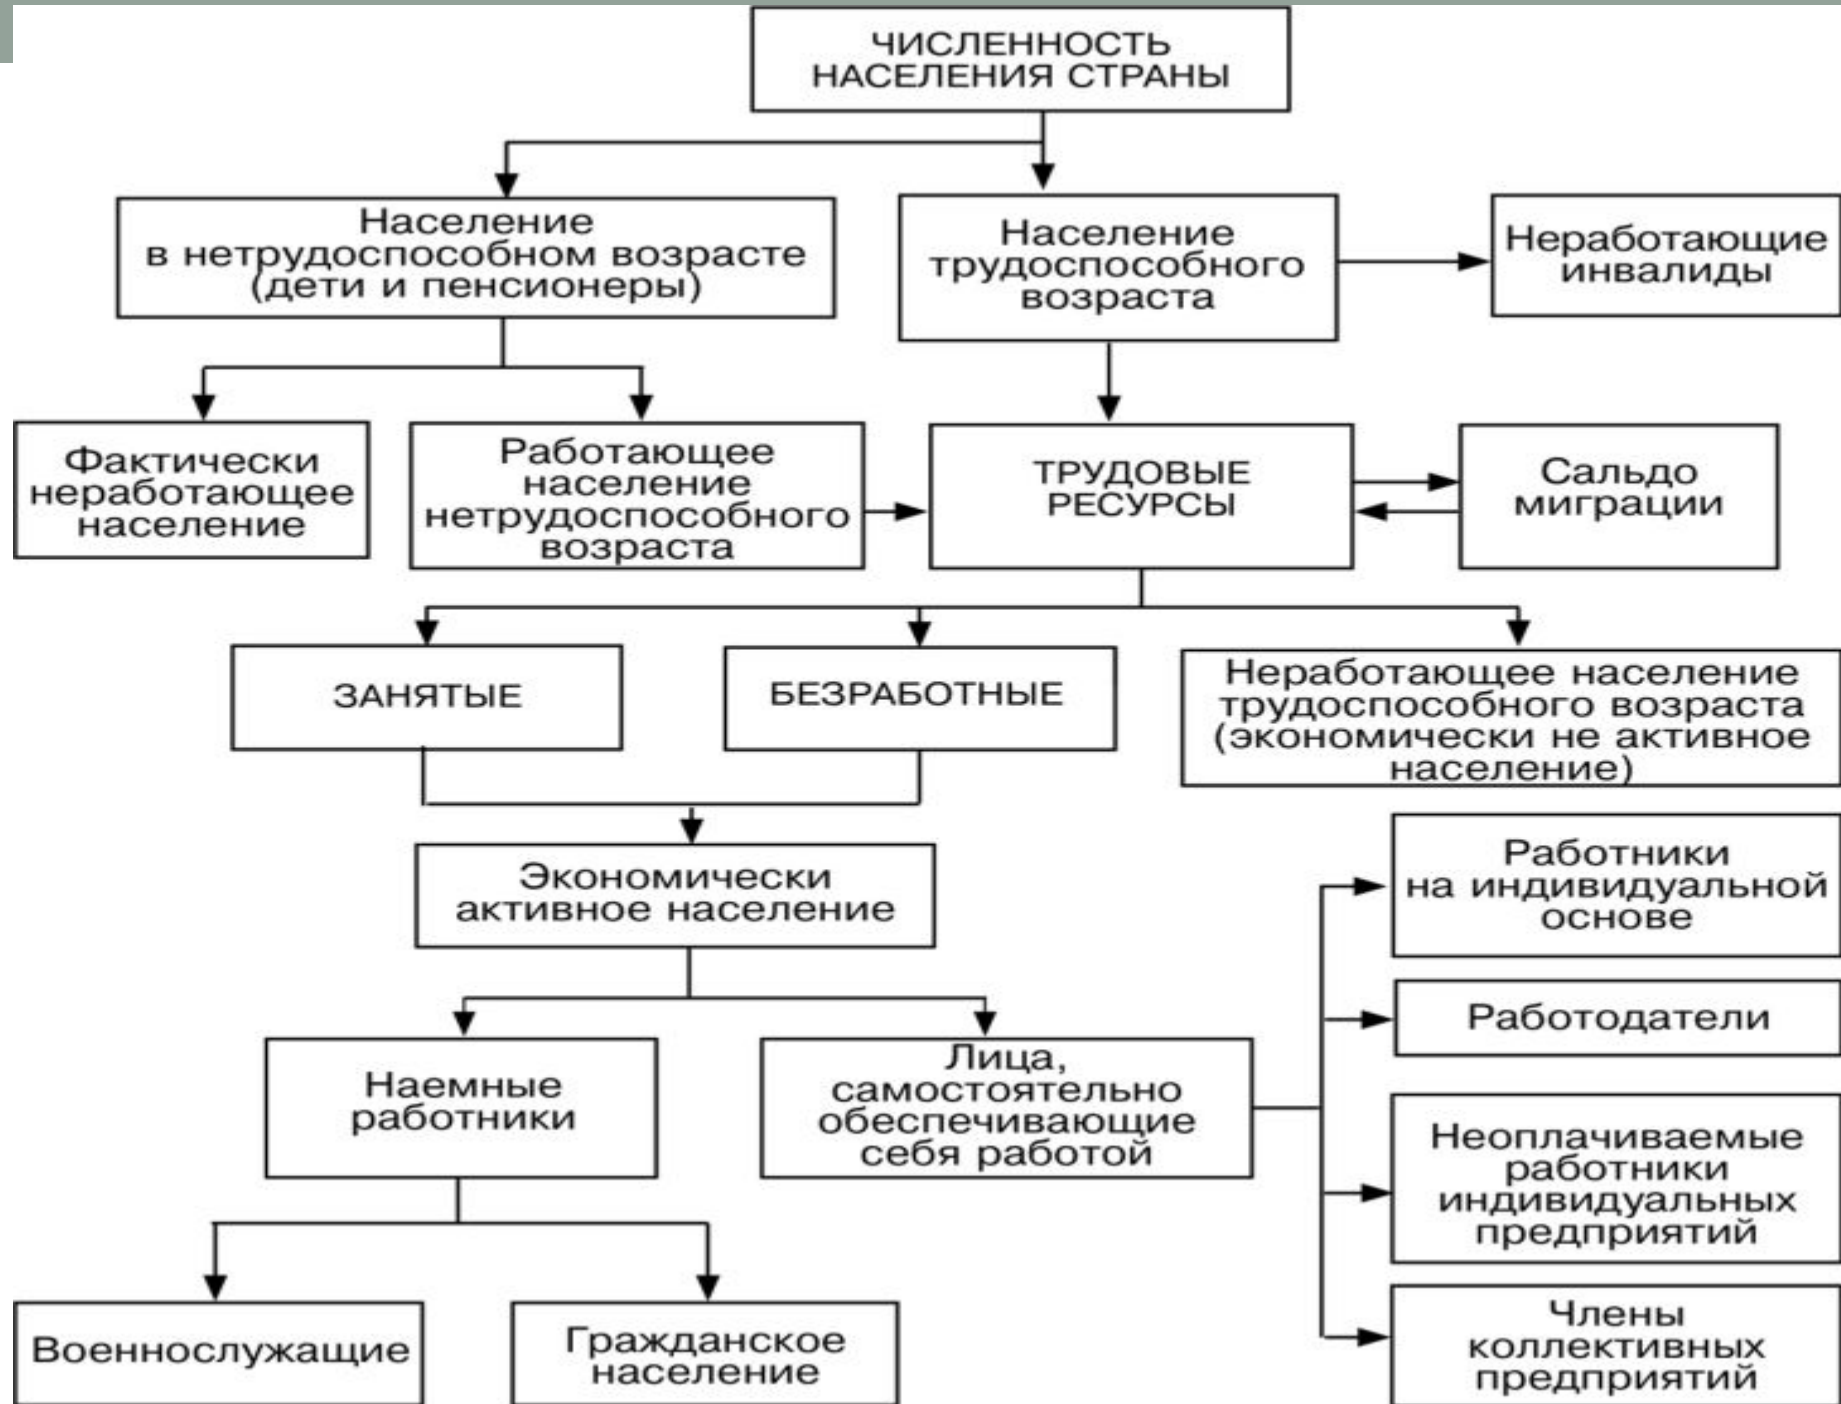 ЧИСЛЕННОСТЬ
НАСЕЛЕНИЯ СТРАНЫ
Население
в нетрудоспособном возрасте
(дети и пенсионеры)
Население
трудоспособного
возраста
Неработающие
инвалиды
Фактически
неработающее
население
Работающее
население
нетрудоспособного
возраста
ТРУДОВЫЕ
РЕСУРСЫ
Сальдо
миграции
ЗАНЯТЫЕ
БЕЗРАБОТНЫЕ
Неработающее население
трудоспособного возраста
(экономически не активное
население)
Экономически
активное население
Наемные
работники
Лица,
самостоятельно
обеспечивающие
себя работой
Работники
на индивидуальной
основе
Работодатели
Неоплачиваемые
работники
индивидуальных
предприятий
Члены
коллективных
предприятий
Военнослужащие
Гражданское
население